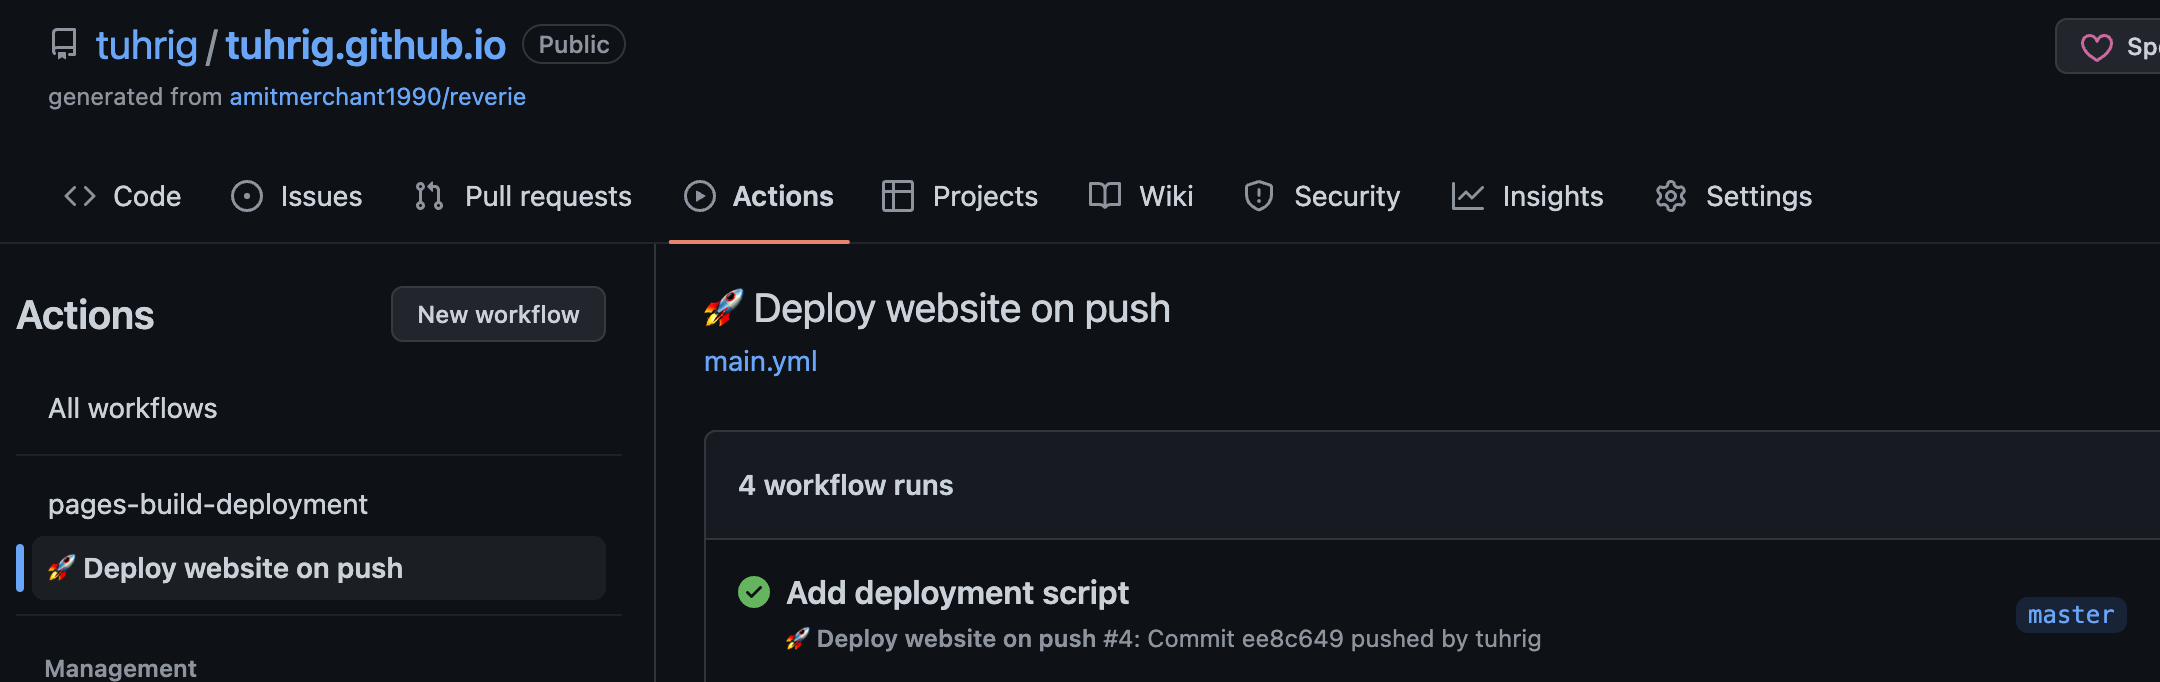 tuhrig / tuhrig.github.io Public
generated from amitmerchant1990/reverie
Code Issues Pull requests Actions Projects Wiki Security Insights Settings
Actions New workflow
All workflows
pages-build-deployment
🚀 Deploy website on push
Management
🚀 Deploy website on push
main.yml
4 workflow runs
Add deployment script
🚀 Deploy website on push #4: Commit ee8c649 pushed by tuhrig
master